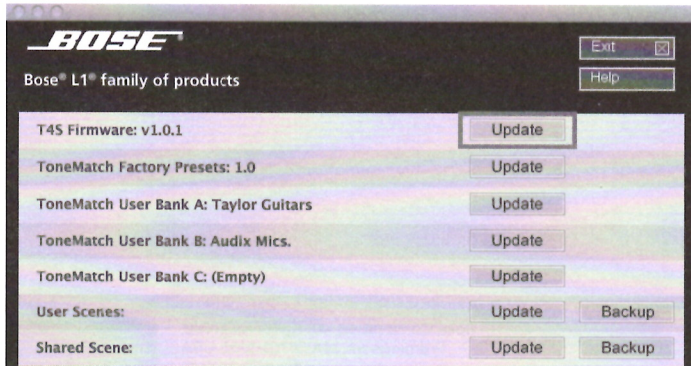 BOSE®
Exit
Bose® L1® family of products
Help
T4S Firmware: v1.0.1 Update
ToneMatch Factory Presets: 1.0 Update
ToneMatch User Bank A: Taylor Guitars Update
ToneMatch User Bank B: Audix Mics. Update
ToneMatch User Bank C: (Empty) Update
User Scenes: Update Backup
Shared Scene: Update Backup